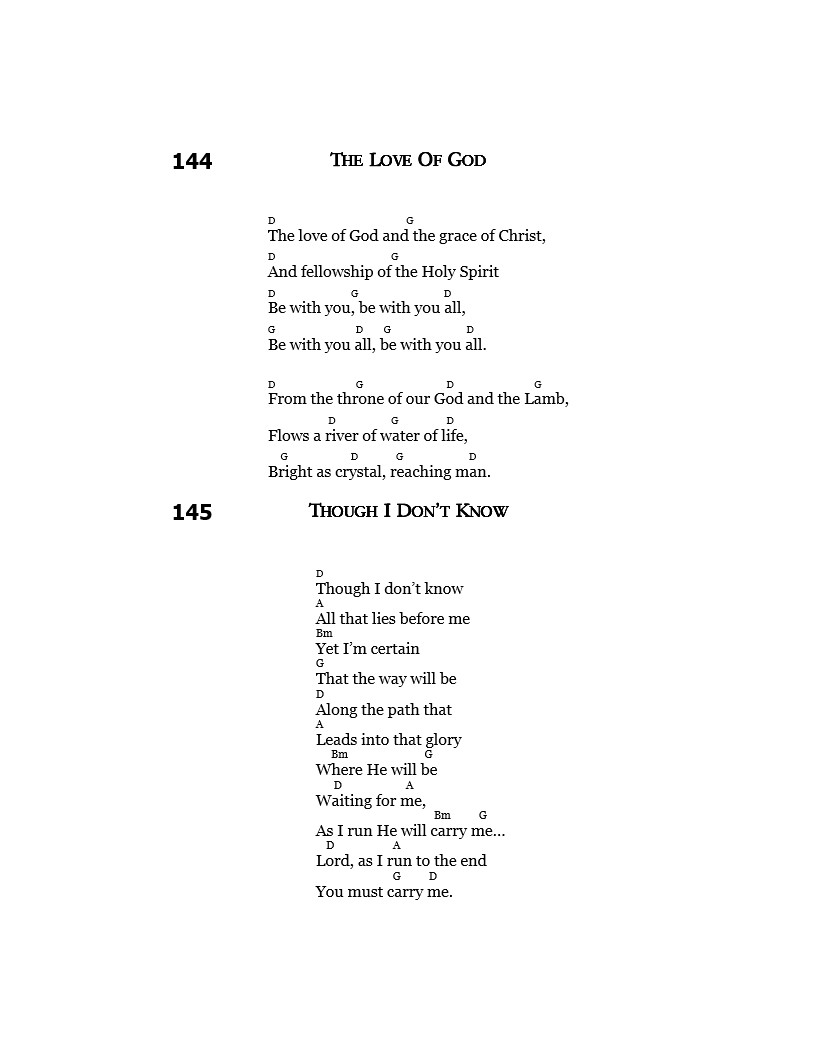 144 THE LOVE OF GOD
D G
The love of God and the grace of Christ,
D G
And fellowship of the Holy Spirit
D G D
Be with you, be with you all,
G D G D
Be with you all, be with you all.
D G D G
From the throne of our God and the Lamb,
D G D
Flows a river of water of life,
G D G D
Bright as crystal, reaching man.
145 THOUGH I DON’T KNOW
D
Though I don’t know
A
All that lies before me
Bm
Yet I’m certain
G
That the way will be
D
Along the path that
A
Leads into that glory
Bm G
Where He will be
D A
Waiting for me,
Bm G
As I run He will carry me…
D A
Lord, as I run to the end
G D
You must carry me.